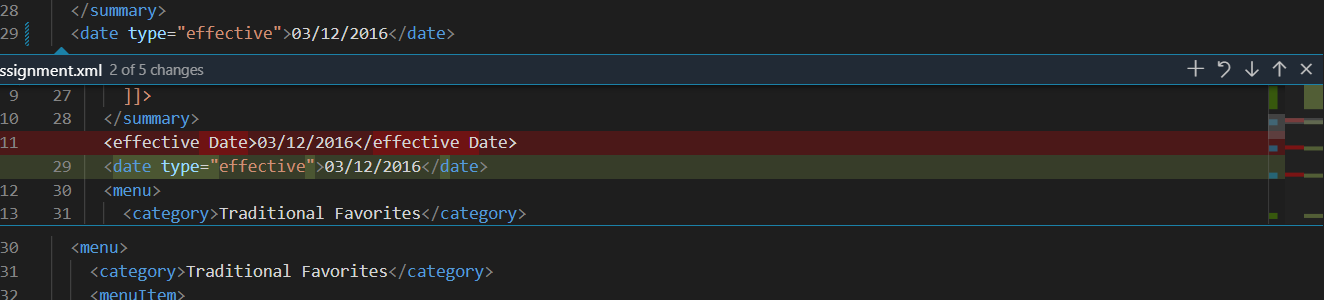 28 </summary>
29 <date type="effective">03/12/2016</date>
ssignment.xml 2 of 5 changes
9 27 ]]>
10 28 </summary>
11 <effective Date>03/12/2016</effective Date>
29 <date type="effective">03/12/2016</date>
12 30 <menu>
13 31 <category>Traditional Favorites</category>
30 <menu>
31 <category>Traditional Favorites</category>
32 <menuItem>